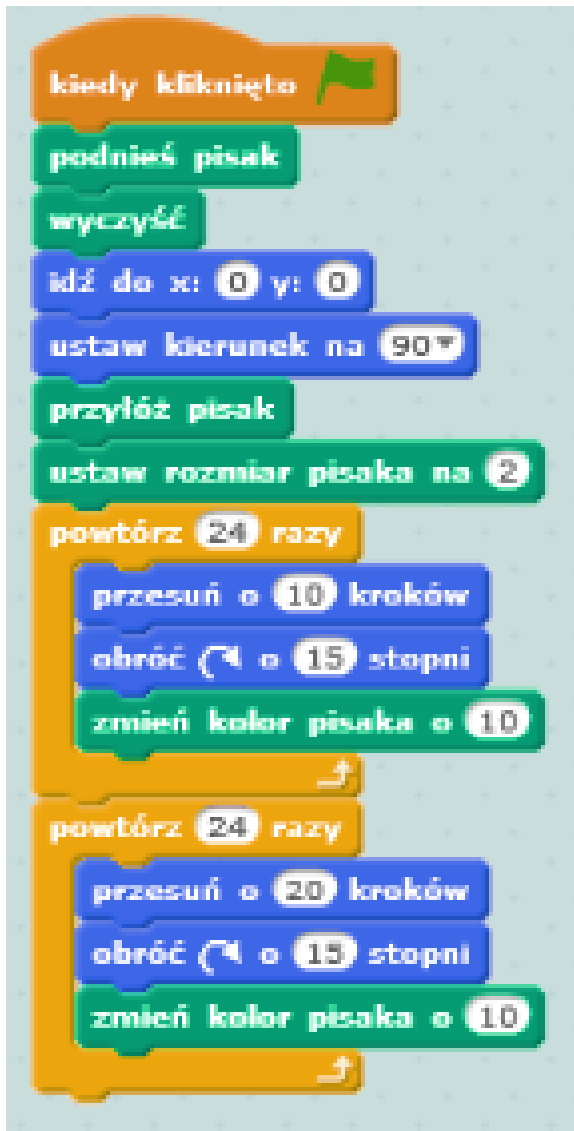 kiedy kliknięto
podnieś pisak
wyczyść
idź do x: 0 y: 0
ustaw kierunek na 90
przyłóż pisak
ustaw rozmiar pisaka na 2
powtórz 24 razy
przesuń o 10 kroków
obróć o 15 stopni
zmień kolor pisaka o 10
powtórz 24 razy
przesuń o 20 kroków
obróć o 15 stopni
zmień kolor pisaka o 10